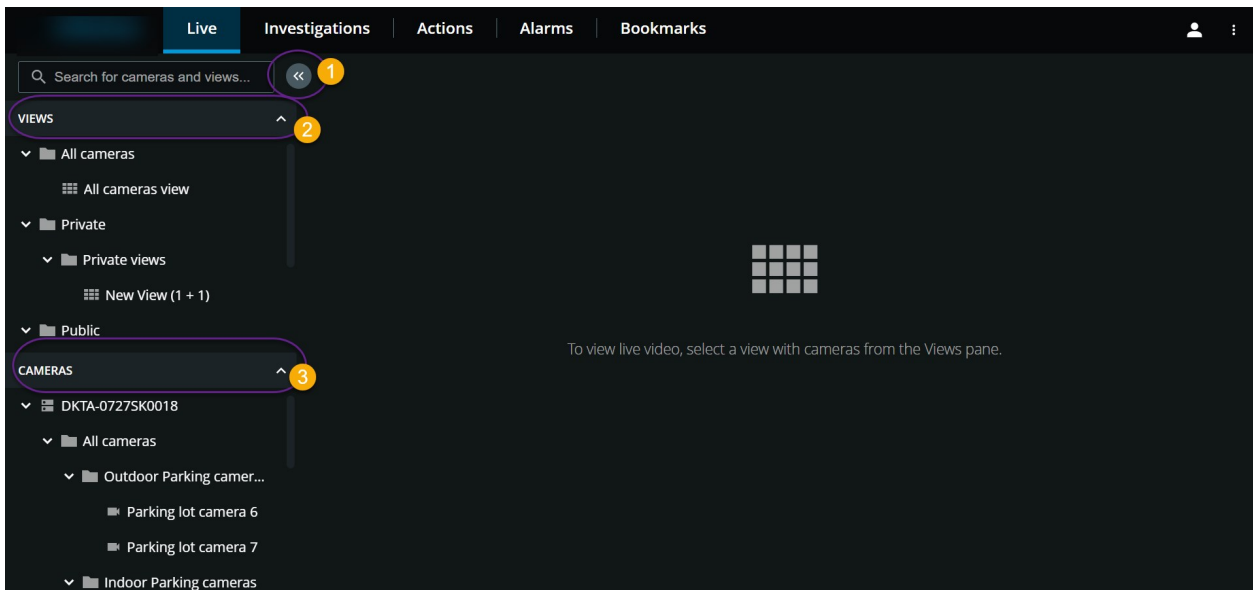 Live Investigations Actions Alarms Bookmarks
Search for cameras and views... 1
VIEWS 2
All cameras
All cameras view
Private
Private views
New View (1 + 1)
Public
To view live video, select a view with cameras from the Views pane.
CAMERAS 3
DKTA-0727SK0018
All cameras
Outdoor Parking camer...
Parking lot camera 6
Parking lot camera 7
Indoor Parking cameras